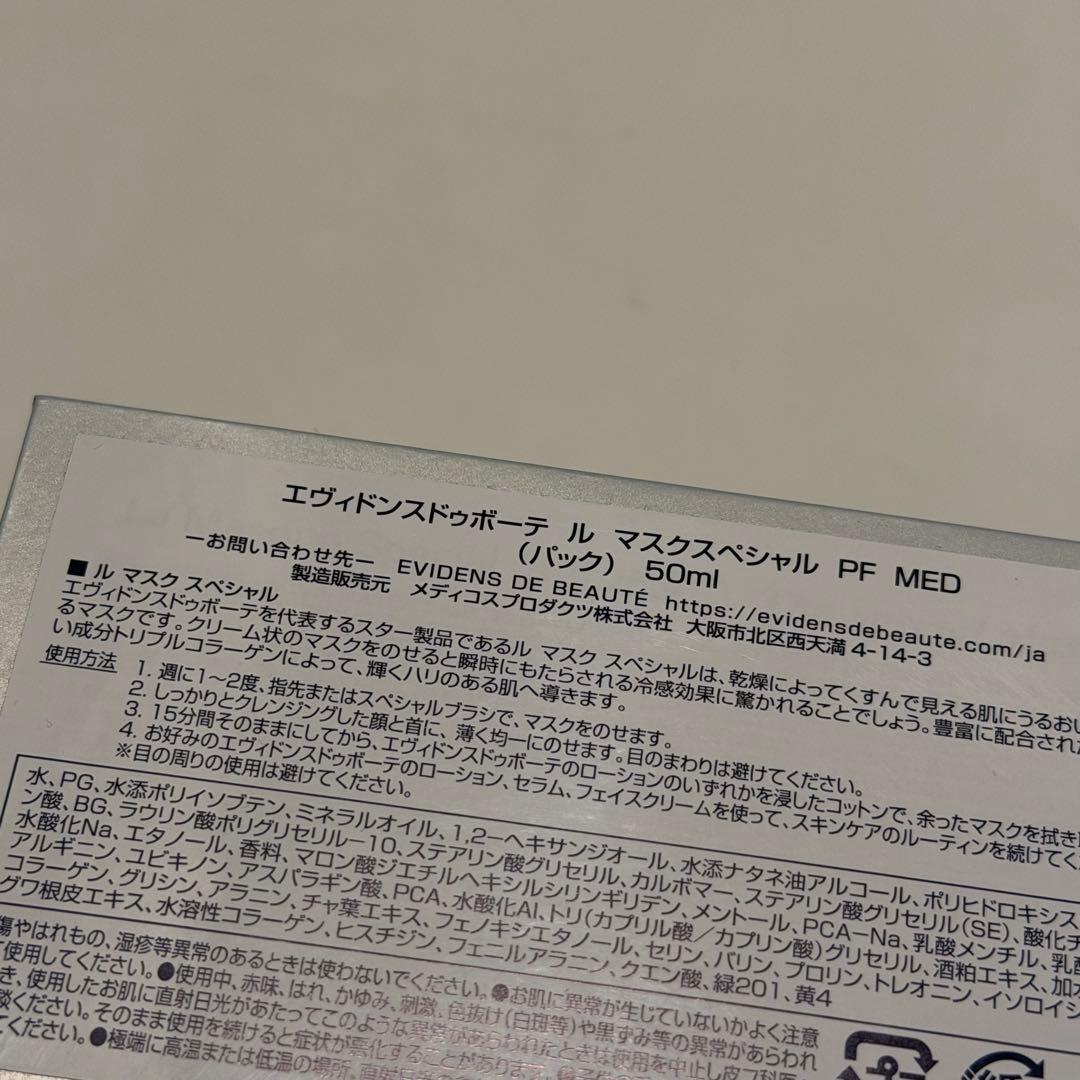 エヴィドンスドゥボーテ ル マスクスペシャル PF MED
(パック) 50ml
ーお問い合わせ先ー EVIDENS DE BEAUTÉ https://evidensdebeaute.com/ja
製造販売元 メディコスプロダクツ株式会社 大阪市北区西天満4-14-3
■ ル マスク スペシャル
エヴィドンスドゥボーテを代表するスター製品であるル マスク スペシャルは、乾燥によってくすんで見える肌にうるおい
るマスクです。クリーム状のマスクをのせると瞬時にもたらされる冷感効果に驚かれることでしょう。豊富に配合された
い成分トリプルコラーゲンによって、輝くハリのある肌へ導きます。
使用方法 1. 週に1〜2度、指先またはスペシャルブラシで、マスクをのせます。
2. しっかりとクレンジングした顔と首に、薄く均一にのせます。目のまわりは避けてください。
3. 15分間そのままにしてから、エヴィドンスドゥボーテのローションのいずれかを浸したコットンで、余ったマスクを拭き
4. お好みのエヴィドンスドゥボーテのローション、セラム、フェイスクリームを使って、スキンケアのルーティンを続けてく
※目の周りの使用は避けてください。
水、PG、水添ポリイソブテン、ミネラルオイル、1,2-ヘキサンジオール、水添ナタネ油アルコール、ポリヒドロキシス
ン酸、BG、ラウリン酸ポリグリセリル-10、ステアリン酸グリセリル、カルボマー、ステアリン酸グリセリル(SE)、酸化チ
水酸化Na、エタノール、香料、マロン酸ジエチルヘキシルシリンギリデン、メントール、PCA-Na、乳酸メンチル、乳酸
アルギニン、ユビキノン、アスパラギン酸、PCA、水酸化Al、トリ(カプリル酸/カプリン酸)グリセリル、酒粕エキス、加水
コラーゲン、グリシン、アラニン、チャ葉エキス、フェノキシエタノール、セリン、バリン、プロリン、トレオニン、イソロイシ
グワ根皮エキス、水溶性コラーゲン、ヒスチジン、フェニルアラニン、クエン酸、緑201、黄4
傷やはれもの、湿疹等異常のあるときは使わないでください。●お肌に異常が生じていないかよく注意
て使用してください。●使用中、赤味、はれ、かゆみ、刺激、色抜け(白斑等)や黒ずみ等の異常があらわれ
き、使用したお肌に直射日光があたってこのような異常があらわれたときは使用を中止し皮フ科医
談ください。そのまま使用を続けると症状が悪化することがあります。
てください。●極端に高温または低温の場所、直射日